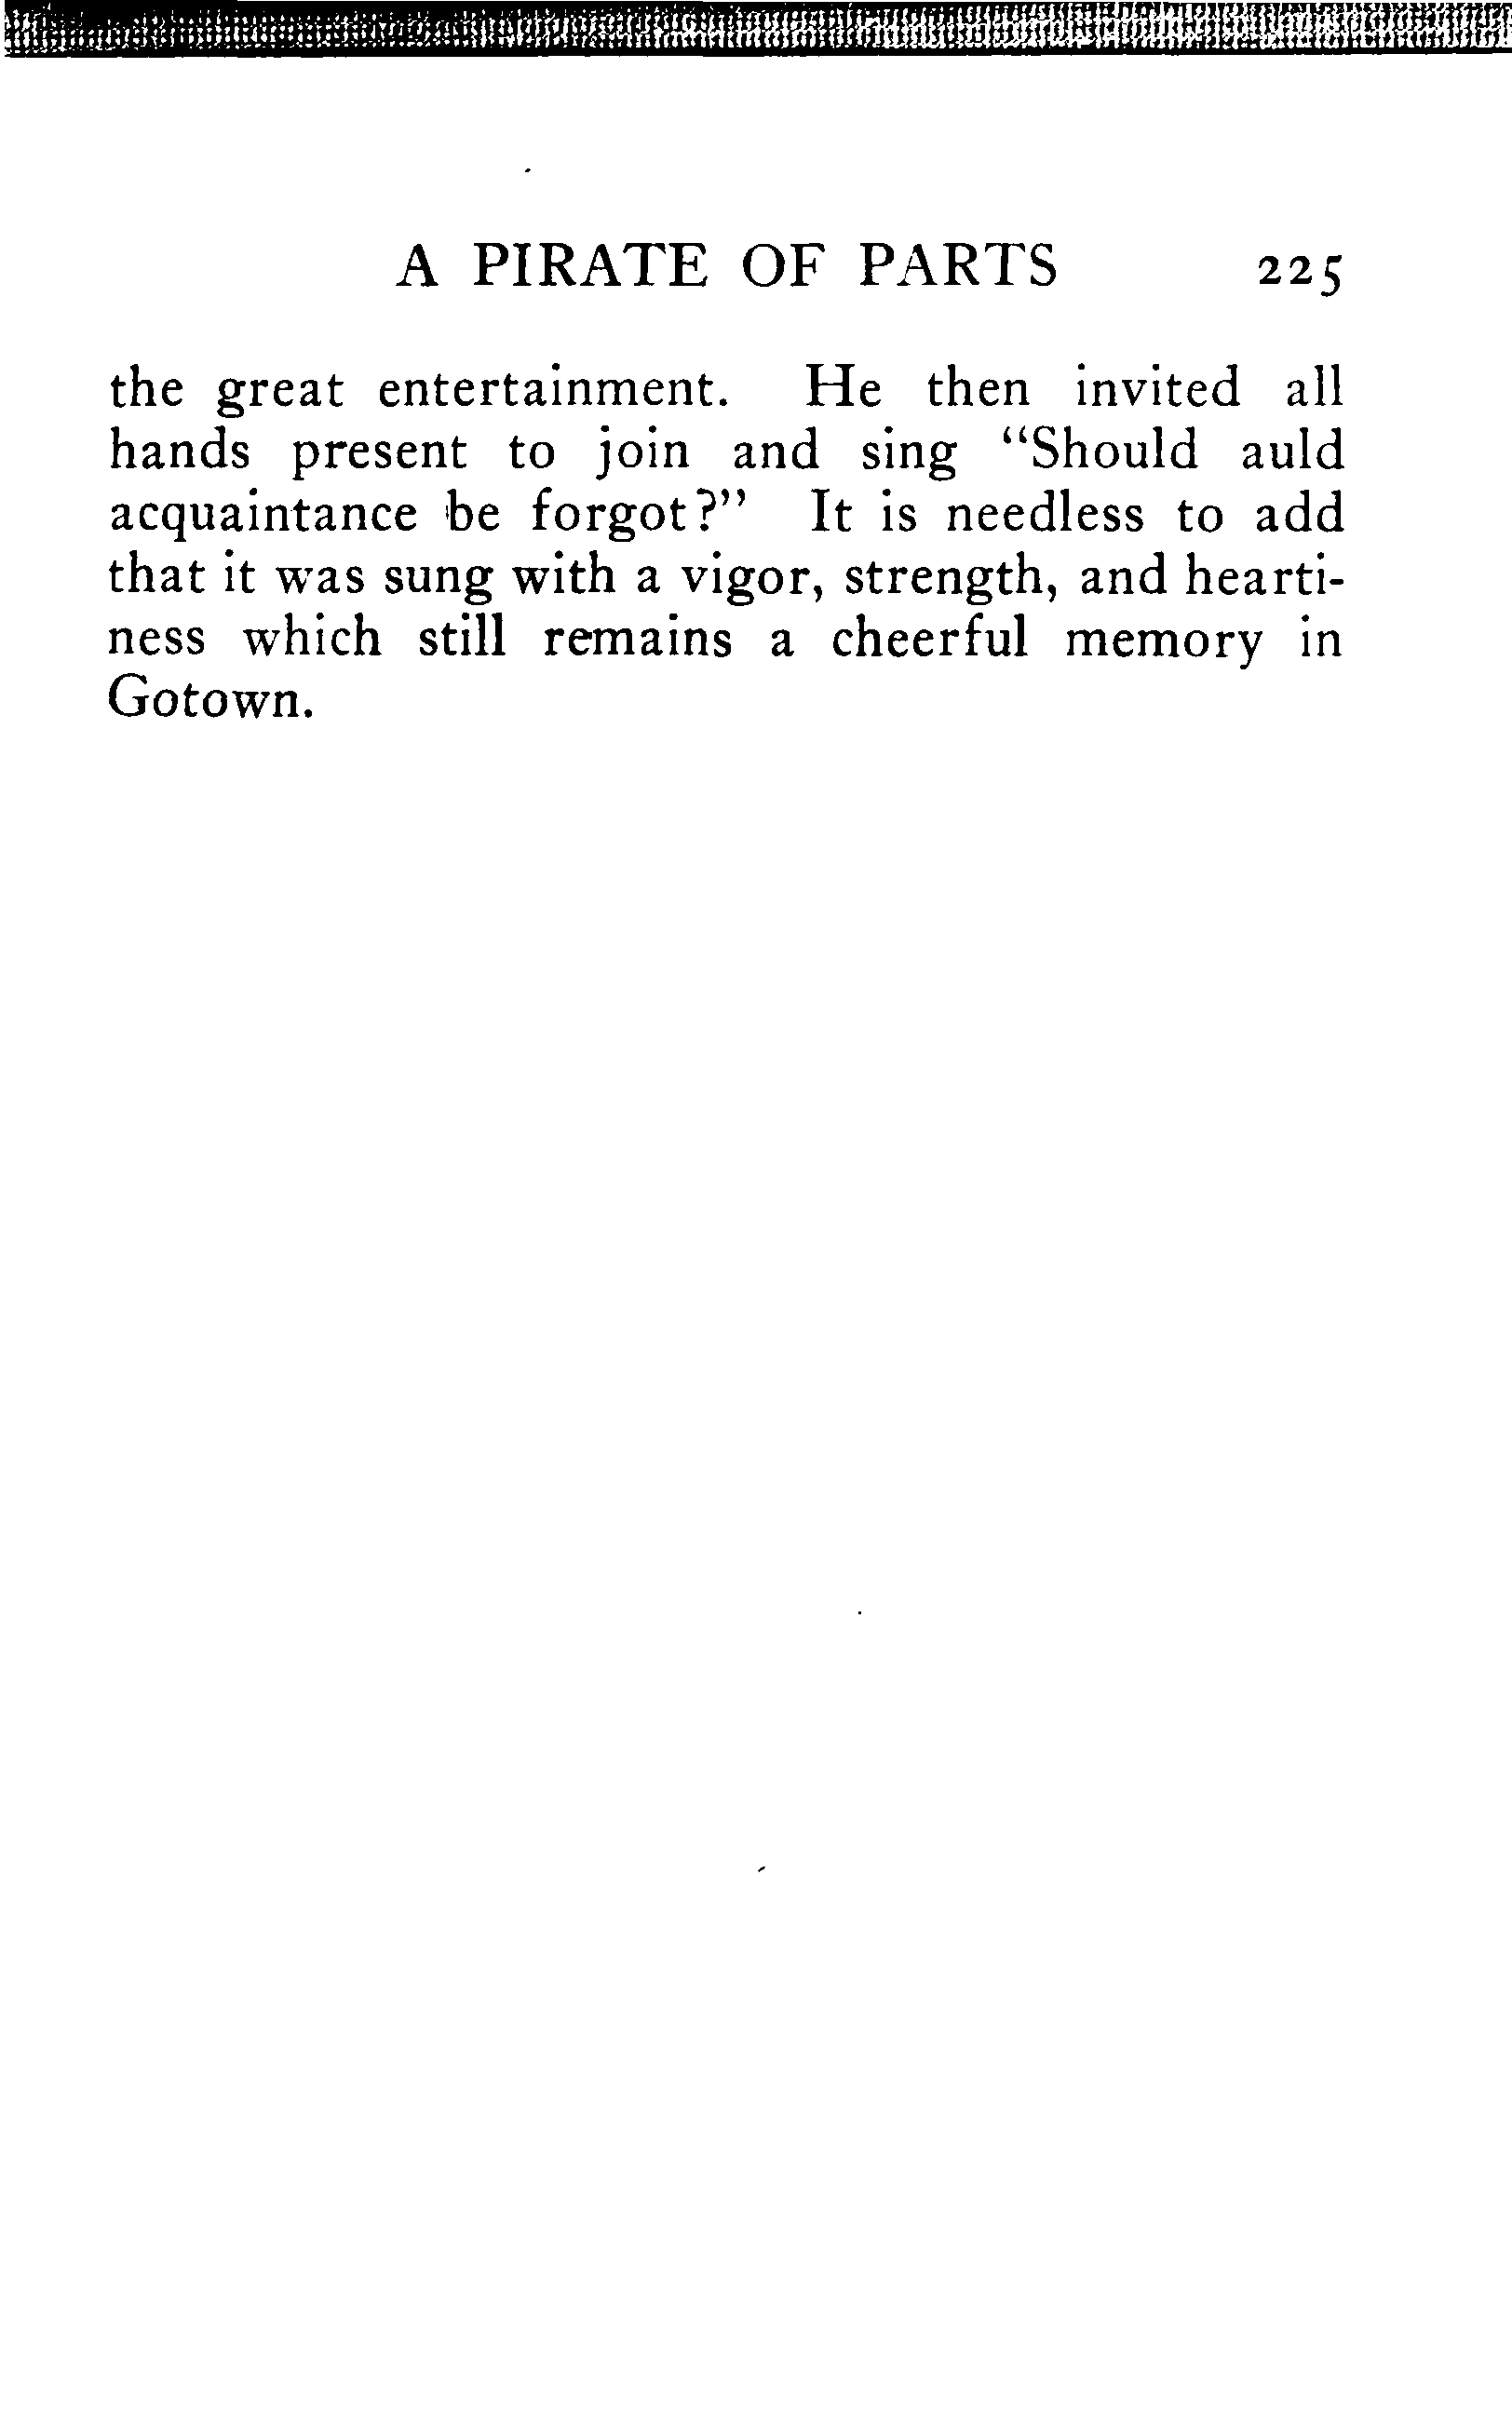 A PIRATE OF PARTS 225
the great entertainment. He then invited all
hands present to join and sing “Should auld
acquaintance be forgot?” It is needless to add
that it was sung with a vigor, strength, and hearti-
ness which still remains a cheerful memory in
Gotown.